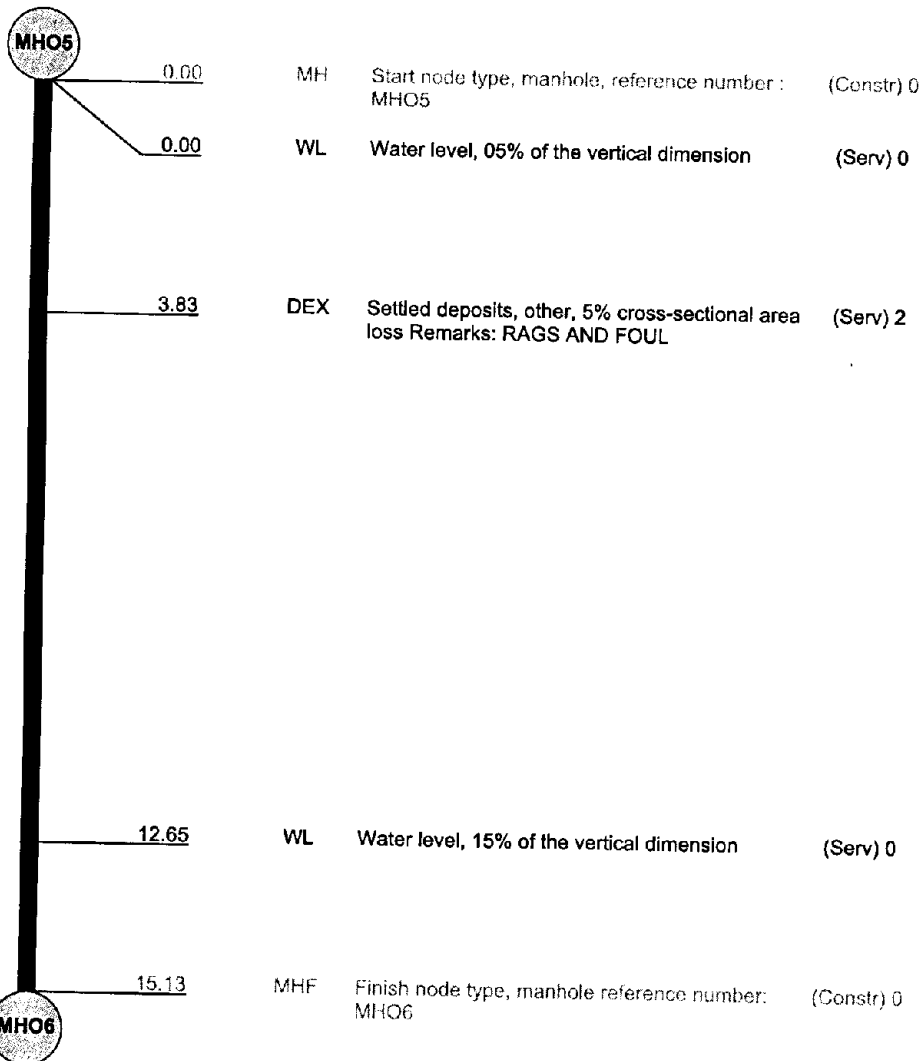 MHO5
0.00 MH Start node type, manhole, reference number : (Constr) 0
MHO5
0.00 WL Water level, 05% of the vertical dimension (Serv) 0
3.83 DEX Settled deposits, other, 5% cross-sectional area (Serv) 2
loss Remarks: RAGS AND FOUL
12.65 WL Water level, 15% of the vertical dimension (Serv) 0
15.13 MHF Finish node type, manhole reference number: (Constr) 0
MHO6
MHO6